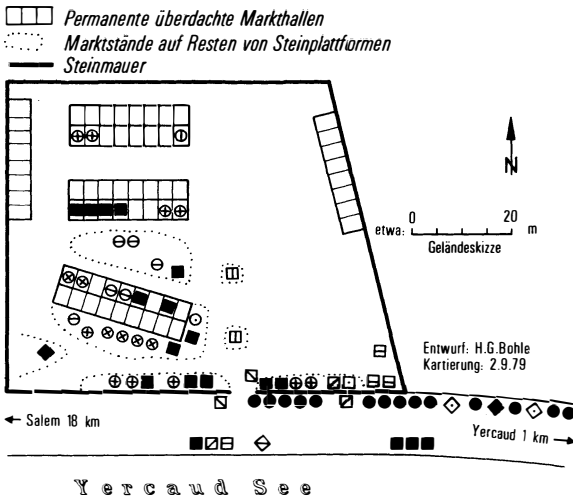 Permanente überdachte Markthallen
Marktstände auf Resten von Steinplattformen
Steinmauer
N
etwa: 0 20 m
Geländeskizze
Entwurf: H.G.Bohle
Kartierung: 2.9.79
← Salem 18 km
Yercaud 1 km →
Yercaud See